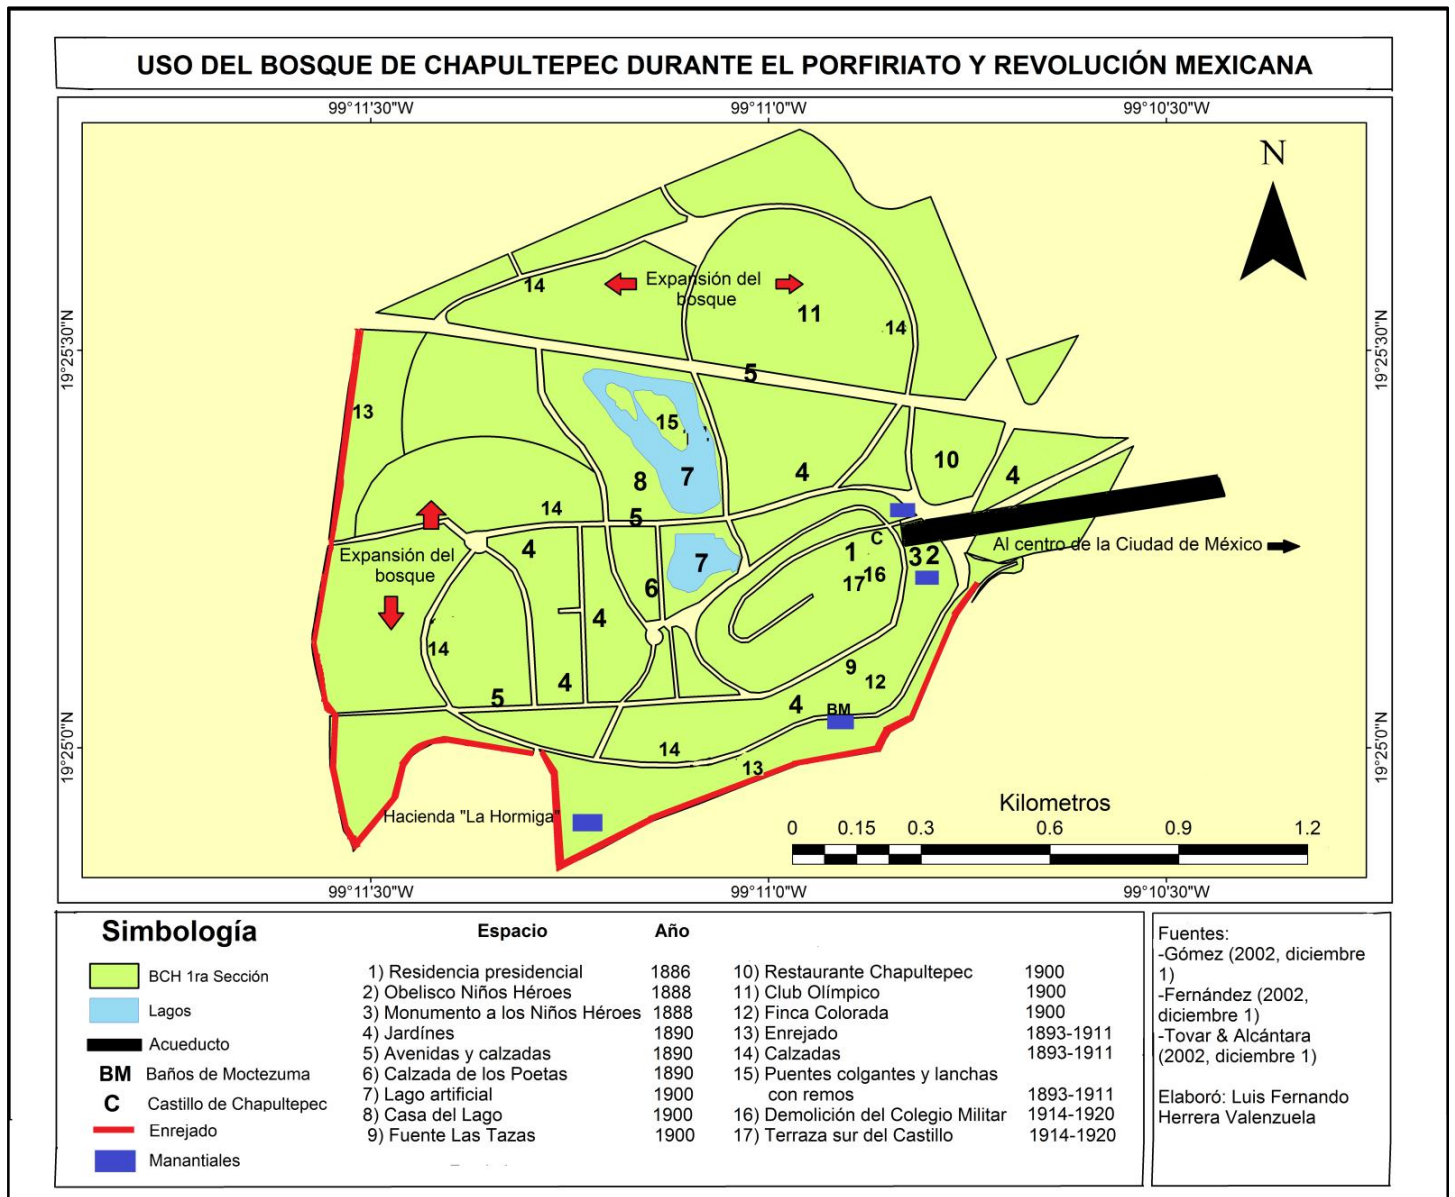 USO DEL BOSQUE DE CHAPULTEPEC DURANTE EL PORFIRIATO Y REVOLUCIÓN MEXICANA
99°11'30"W
99°11'0"W
99°10'30"W
N
14
Expansión del
bosque
11
14
19°25'30"N
19°25'30"N
5
13
15
8
7
4
10
4
14
5
C
Al centro de la Ciudad de México
1
3
2
4
Expansión del
bosque
7
16
17
6
4
14
9
12
5
4
4
BM
14
13
19°25'0"N
19°25'0"N
Hacienda "La Hormiga"
Kilometros
0
0.15
0.3
0.6
0.9
1.2
99°11'30"W
99°11'0"W
99°10'30"W
Simbología
BCH 1ra Sección
Lagos
Acueducto
BM Baños de Moctezuma
C Castillo de Chapultepec
Enrejado
Manantiales
Espacio Año
1) Residencia presidencial 1886
2) Obelisco Niños Héroes 1888
3) Monumento a los Niños Héroes 1888
4) Jardínes 1890
5) Avenidas y calzadas 1890
6) Calzada de los Poetas 1890
7) Lago artificial 1900
8) Casa del Lago 1900
9) Fuente Las Tazas 1900
10) Restaurante Chapultepec 1900
11) Club Olímpico 1900
12) Finca Colorada 1900
13) Enrejado 1893-1911
14) Calzadas 1893-1911
15) Puentes colgantes y lanchas
con remos 1893-1911
16) Demolición del Colegio Militar 1914-1920
17) Terraza sur del Castillo 1914-1920
Fuentes:
-Gómez (2002, diciembre
1)
-Fernández (2002,
diciembre 1)
-Tovar & Alcántara
(2002, diciembre 1)
Elaboró: Luis Fernando
Herrera Valenzuela